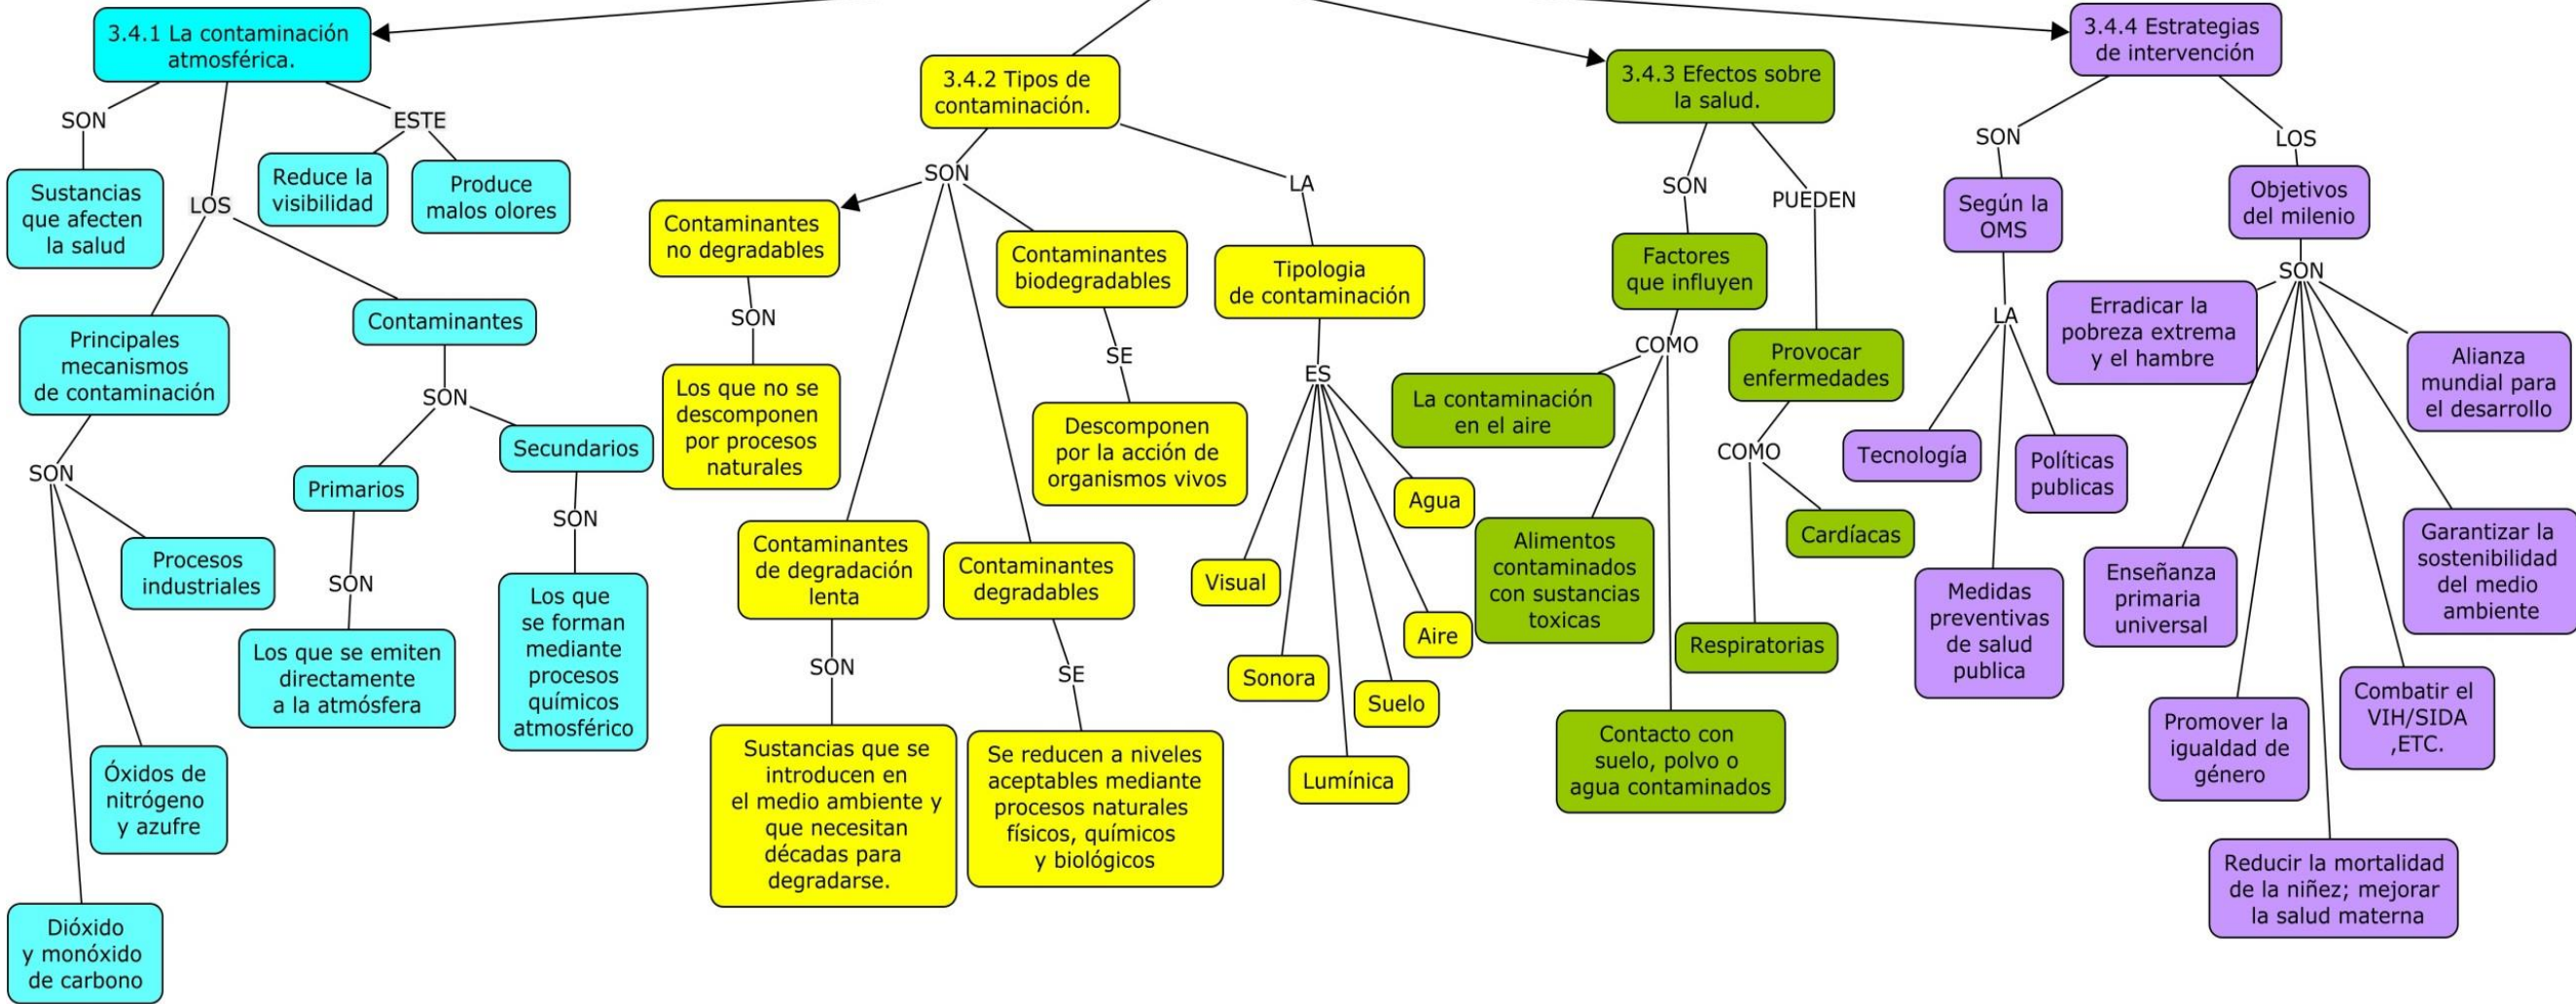 3.4.1 La contaminación
atmosférica.
SON
Sustancias
que afecten
la salud
ESTE
Reduce la
visibilidad
Produce
malos olores
LOS
Principales
mecanismos
de contaminación
SON
Procesos
industriales
Óxidos de
nitrógeno
y azufre
Dióxido
y monóxido
de carbono
Contaminantes
SON
Primarios
SON
Los que se emiten
directamente
a la atmósfera
Secundarios
SON
Los que
se forman
mediante
procesos
químicos
atmosférico
3.4.2 Tipos de
contaminación.
SON
Contaminantes
no degradables
SON
Los que no se
descomponen
por procesos
naturales
Contaminantes
biodegradables
SE
Descomponen
por la acción de
organismos vivos
Contaminantes
de degradación
lenta
SON
Sustancias que se
introducen en
el medio ambiente y
que necesitan
décadas para
degradarse.
Contaminantes
degradables
SE
Se reducen a niveles
aceptables mediante
procesos naturales
físicos, químicos
y biológicos
LA
Tipologia
de contaminación
ES
Visual
Sonora
Lumínica
Suelo
Aire
Agua
3.4.3 Efectos sobre
la salud.
SON
Factores
que influyen
COMO
La contaminación
en el aire
Alimentos
contaminados
con sustancias
toxicas
Contacto con
suelo, polvo o
agua contaminados
PUEDEN
Provocar
enfermedades
COMO
Respiratorias
Cardíacas
3.4.4 Estrategias
de intervención
SON
Según la
OMS
LA
Tecnología
Medidas
preventivas
de salud
publica
Políticas
publicas
LOS
Objetivos
del milenio
SON
Erradicar la
pobreza extrema
y el hambre
Enseñanza
primaria
universal
Promover la
igualdad de
género
Reducir la mortalidad
de la niñez; mejorar
la salud materna
Combatir el
VIH/SIDA
,ETC.
Garantizar la
sostenibilidad
del medio
ambiente
Alianza
mundial para
el desarrollo